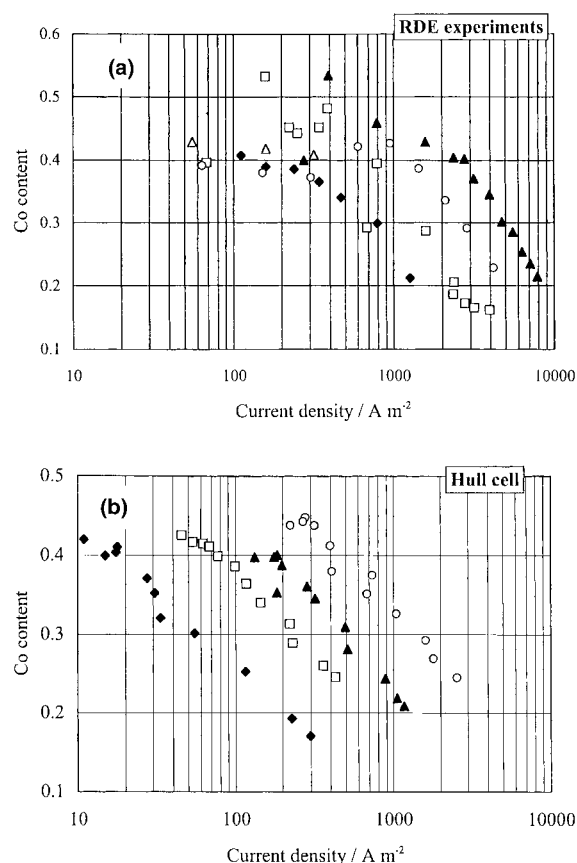 RDE experiments
(a)
0.6
0.5
0.4
0.3
0.2
0.1
Co content
10 100 1000 10000
Current density / A m-2
Hull cell
(b)
0.5
0.4
0.3
0.2
0.1
Co content
10 100 1000 10000
Current density / A m-2